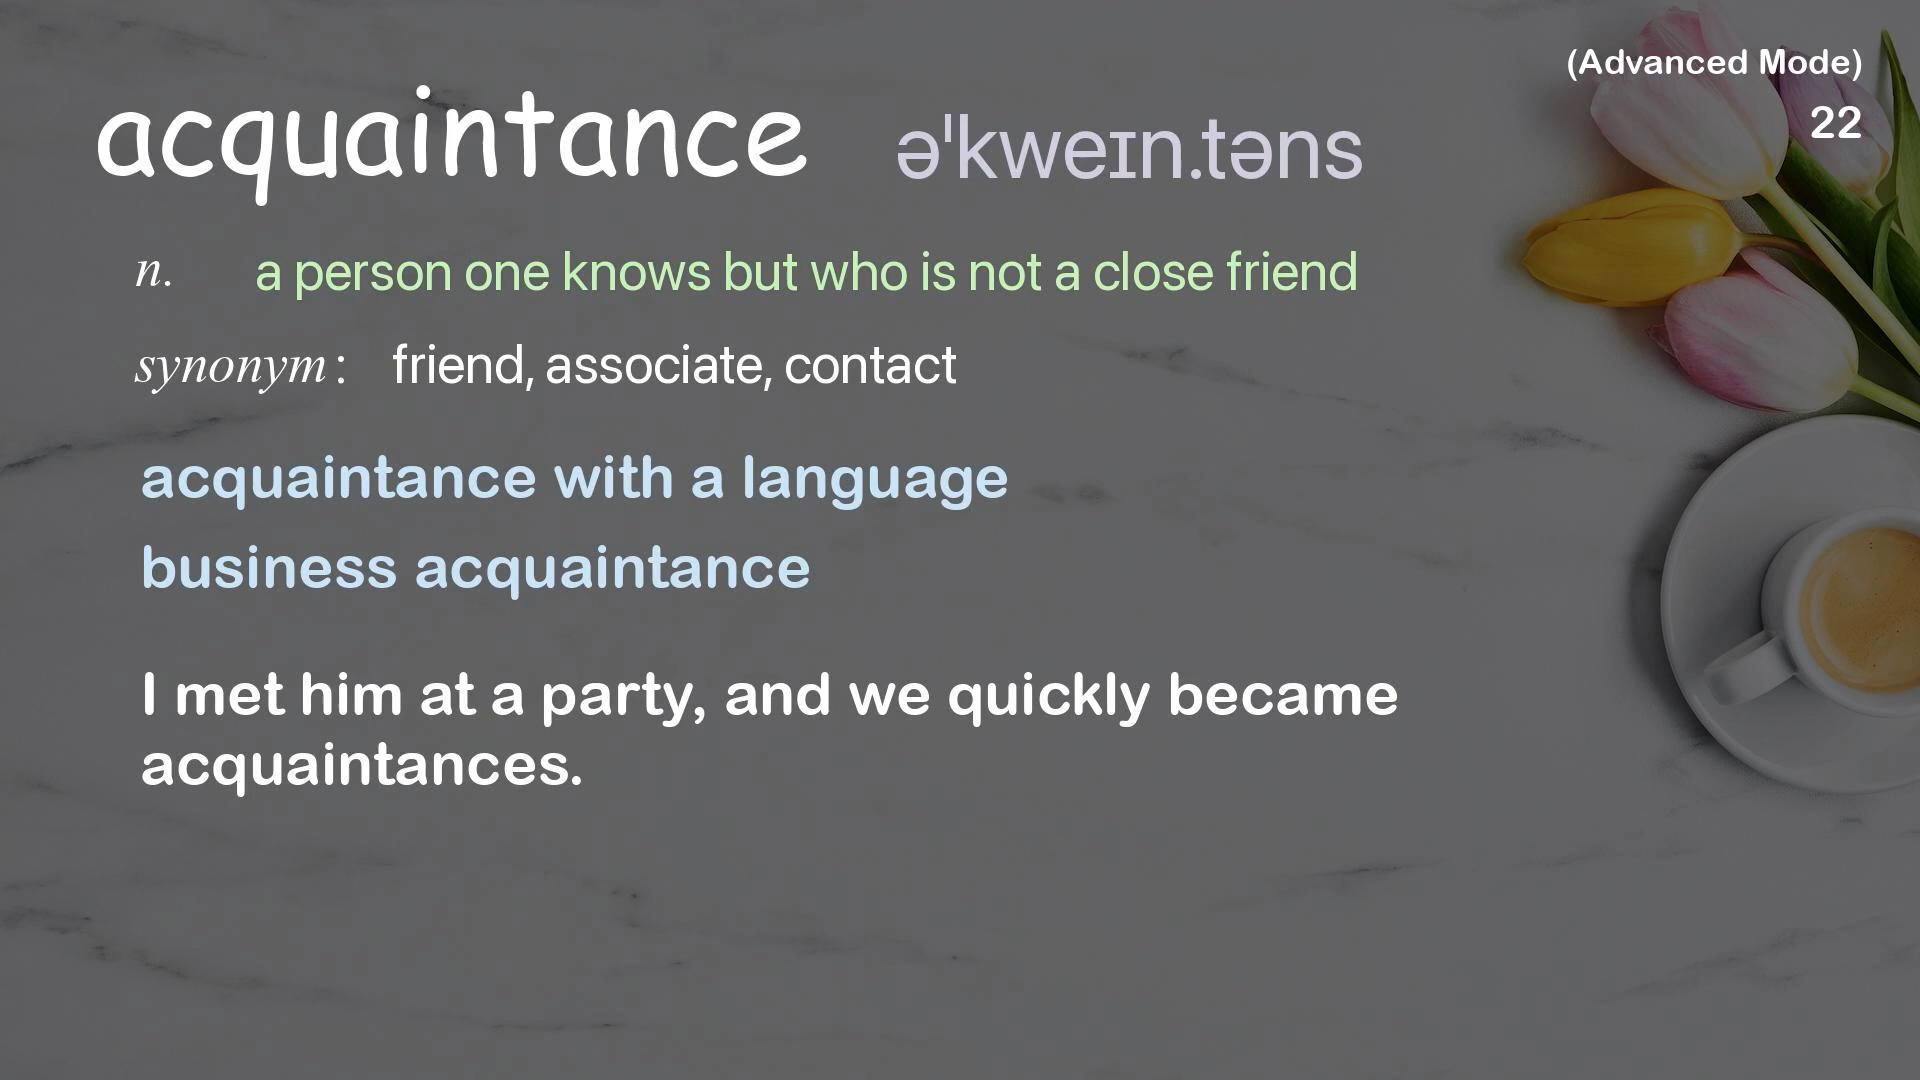 (Advanced Mode)
22
acquaintance əˈkweɪn.təns
n. a person one knows but who is not a close friend
synonym: friend, associate, contact
acquaintance with a language
business acquaintance
I met him at a party, and we quickly became
acquaintances.